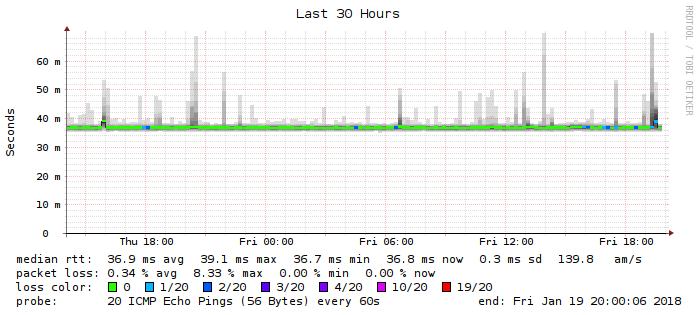 Last 30 Hours
RRDTOOL / TOBI OETIKER
Seconds
60 m
50 m
40 m
30 m
20 m
10 m
0
Thu 18:00 Fri 00:00 Fri 06:00 Fri 12:00 Fri 18:00
median rtt: 36.9 ms avg 39.1 ms max 36.7 ms min 36.8 ms now 0.3 ms sd 139.8 am/s
packet loss: 0.34 % avg 8.33 % max 0.00 % min 0.00 % now
loss color: 0 1/20 2/20 3/20 4/20 10/20 19/20
probe: 20 ICMP Echo Pings (56 Bytes) every 60s end: Fri Jan 19 20:00:06 2018